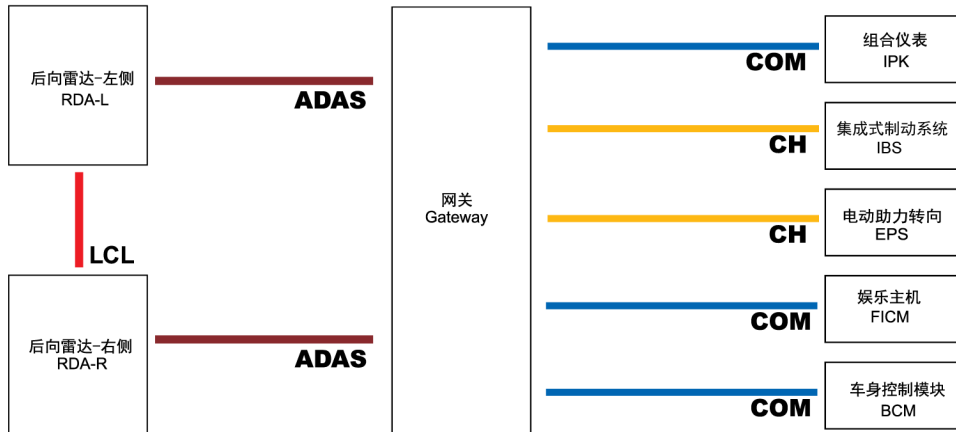 后向雷达-左侧
RDA-L
ADAS
LCL
后向雷达-右侧
RDA-R
ADAS
网关
Gateway
COM
组合仪表
IPK
CH
集成式制动系统
IBS
CH
电动助力转向
EPS
COM
娱乐主机
FICM
COM
车身控制模块
BCM